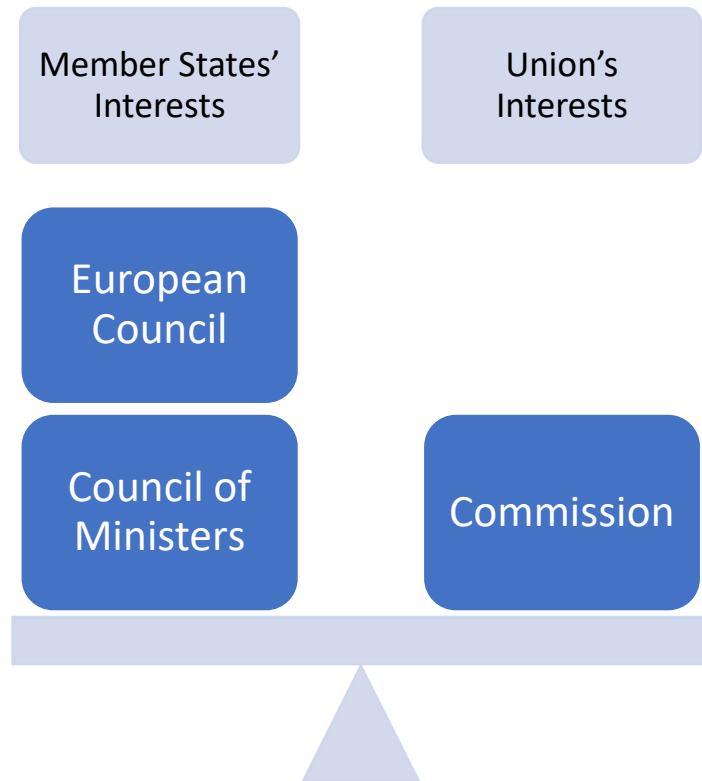 Member States’
Interests
Union’s
Interests
European
Council
Council of
Ministers
Commission